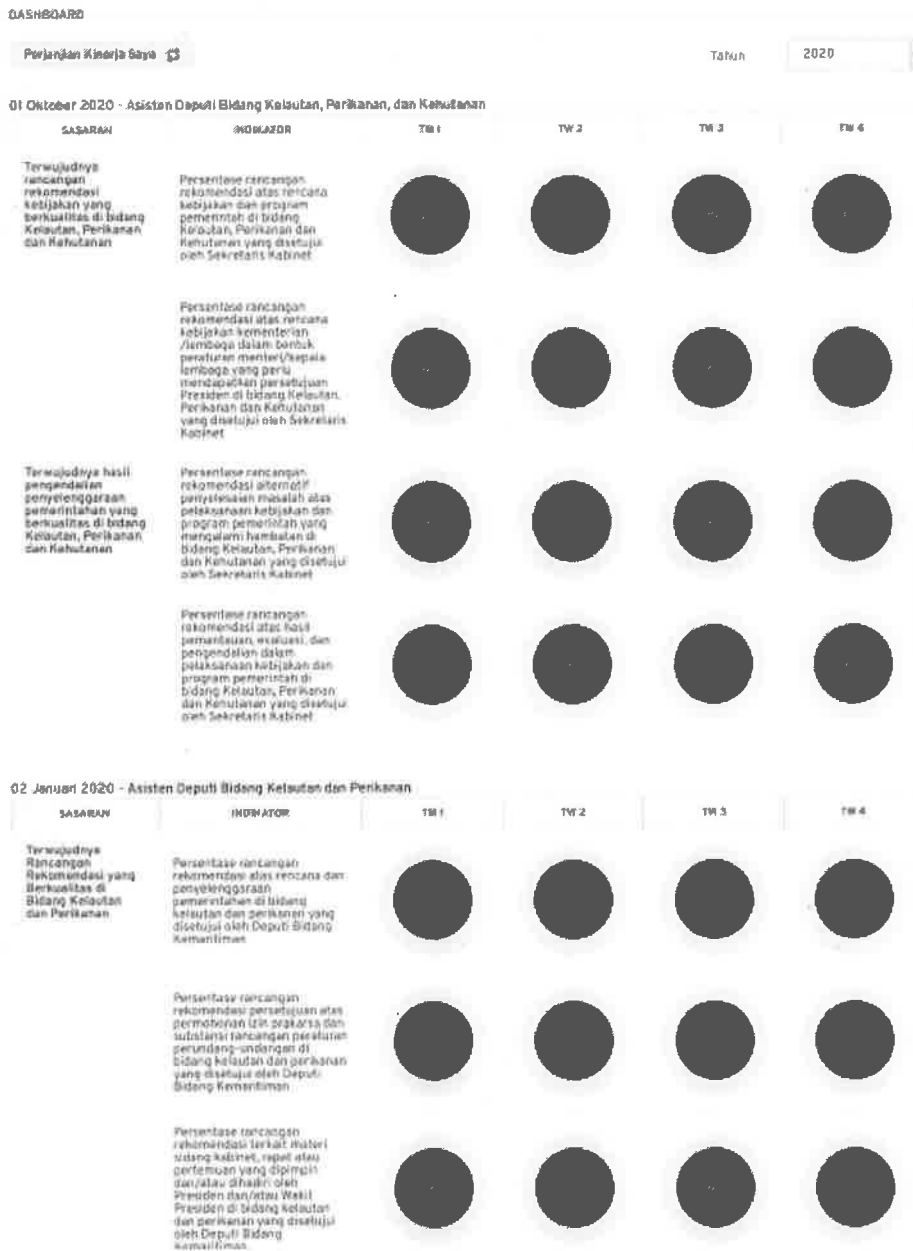 DASHBOARD
Perjanjian Kinerja Saya
Tahun
2020
01 Oktober 2020 - Asisten Deputi Bidang Kelautan, Perikanan, dan Kehutanan
SASARAN INDIKATOR TW 1 TW 2 TW 3 TW 4
Terwujudnya
rancangan
rekomendasi
kebijakan yang
berkualitas di bidang
Kelautan, Perikanan
dan Kehutanan
Persentase rancangan
rekomendasi atas rencana
kebijakan dan program
pemerintah di bidang
Kelautan, Perikanan dan
Kehutanan yang disetujui
oleh Sekretaris Kabinet
Persentase rancangan
rekomendasi atas rencana
kebijakan kementerian
/lembaga dalam bentuk
peraturan menteri/kepala
lembaga yang perlu
mendapatkan persetujuan
Presiden di bidang Kelautan,
Perikanan dan Kehutanan
yang disetujui oleh Sekretaris
Kabinet
Terwujudnya hasil
pengendalian
penyelenggaraan
pemerintahan yang
berkualitas di bidang
Kelautan, Perikanan
dan Kehutanan
Persentase rancangan
rekomendasi alternatif
penyelesaian masalah atas
pelaksanaan kebijakan dan
program pemerintah yang
mengalami hambatan di
bidang Kelautan, Perikanan
dan Kehutanan yang disetujui
oleh Sekretaris Kabinet
Persentase rancangan
rekomendasi atas hasil
pemantauan, evaluasi, dan
pengendalian dalam
pelaksanaan kebijakan dan
program pemerintah di
bidang Kelautan, Perikanan
dan Kehutanan yang disetujui
oleh Sekretaris Kabinet
02 Januari 2020 - Asisten Deputi Bidang Kelautan dan Perikanan
SASARAN INDIKATOR TW 1 TW 2 TW 3 TW 4
Terwujudnya
Rancangan
Rekomendasi yang
Berkualitas di
Bidang Kelautan
dan Perikanan
Persentase rancangan
rekomendasi atas rencana dan
penyelenggaraan
pemerintahan di bidang
kelautan dan perikanan yang
disetujui oleh Deputi Bidang
Kemaritiman
Persentase rancangan
rekomendasi persetujuan atas
permohonan izin prakarsa dan
substansi rancangan peraturan
perundang-undangan di
bidang kelautan dan perikanan
yang disetujui oleh Deputi
Bidang Kemaritiman
Persentase rancangan
rekomendasi terkait materi
sidang kabinet, rapat atau
pertemuan yang dipimpin
dan/atau dihadiri oleh
Presiden dan/atau Wakil
Presiden di bidang kelautan
dan perikanan yang disetujui
oleh Deputi Bidang
Kemaritiman